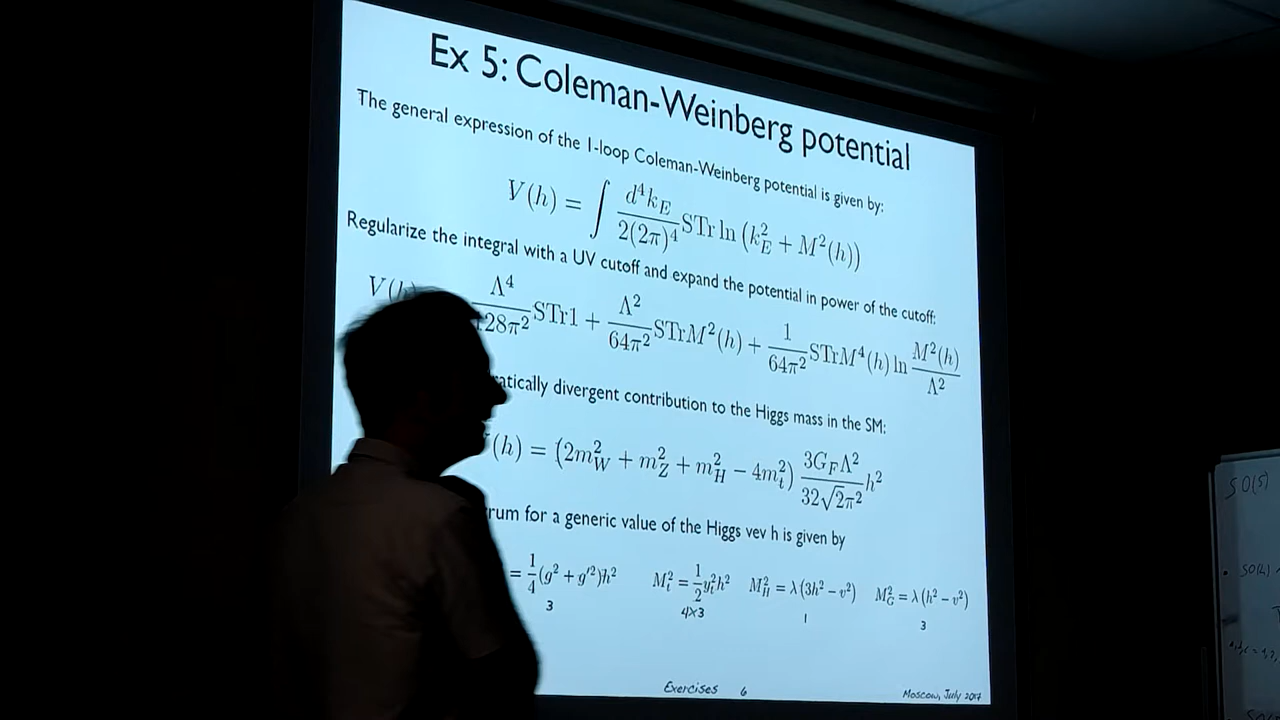 Ex 5: Coleman-Weinberg potential
The general expression of the 1-loop Coleman-Weinberg potential is given by:
V(h) = ∫ d⁴k_E / 2(2π)⁴ STr ln (k_E² + M²(h))
Regularize the integral with a UV cutoff and expand the potential in power of the cutoff:
V(h Λ⁴ / 128π² STr1 + Λ² / 64π² STrM²(h) + 1 / 64π² STrM⁴(h) ln M²(h) / Λ²
atically divergent contribution to the Higgs mass in the SM:
(h) = (2m_W² + m_Z² + m_H² − 4m_t²) 3G_FΛ² / 32√2π² h²
rum for a generic value of the Higgs vev h is given by
= 1/4 (g² + g'²)h² M_t² = 1/2 y_t²h² M_H² = λ(3h² − v²) M_G² = λ(h² − v²)
3 4×3 1 3
Exercises 6 Moscow, July 2017
SO(5)
• SO(4)